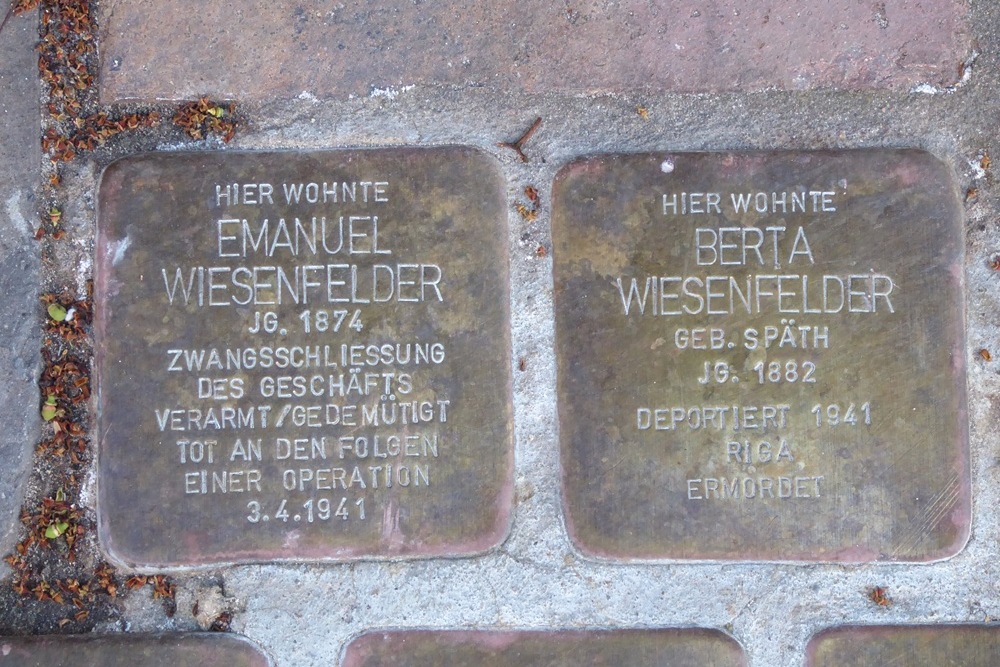 HIER WOHNTE
EMANUEL
WIESENFELDER
JG. 1874
ZWANGSSCHLIESSUNG
DES GESCHÄFTS
VERARMT/GEDEMÜTIGT
TOT AN DEN FOLGEN
EINER OPERATION
3.4.1941
HIER WOHNTE
BERTA
WIESENFELDER
GEB. SPÄTH
JG. 1882
DEPORTIERT 1941
RIGA
ERMORDET